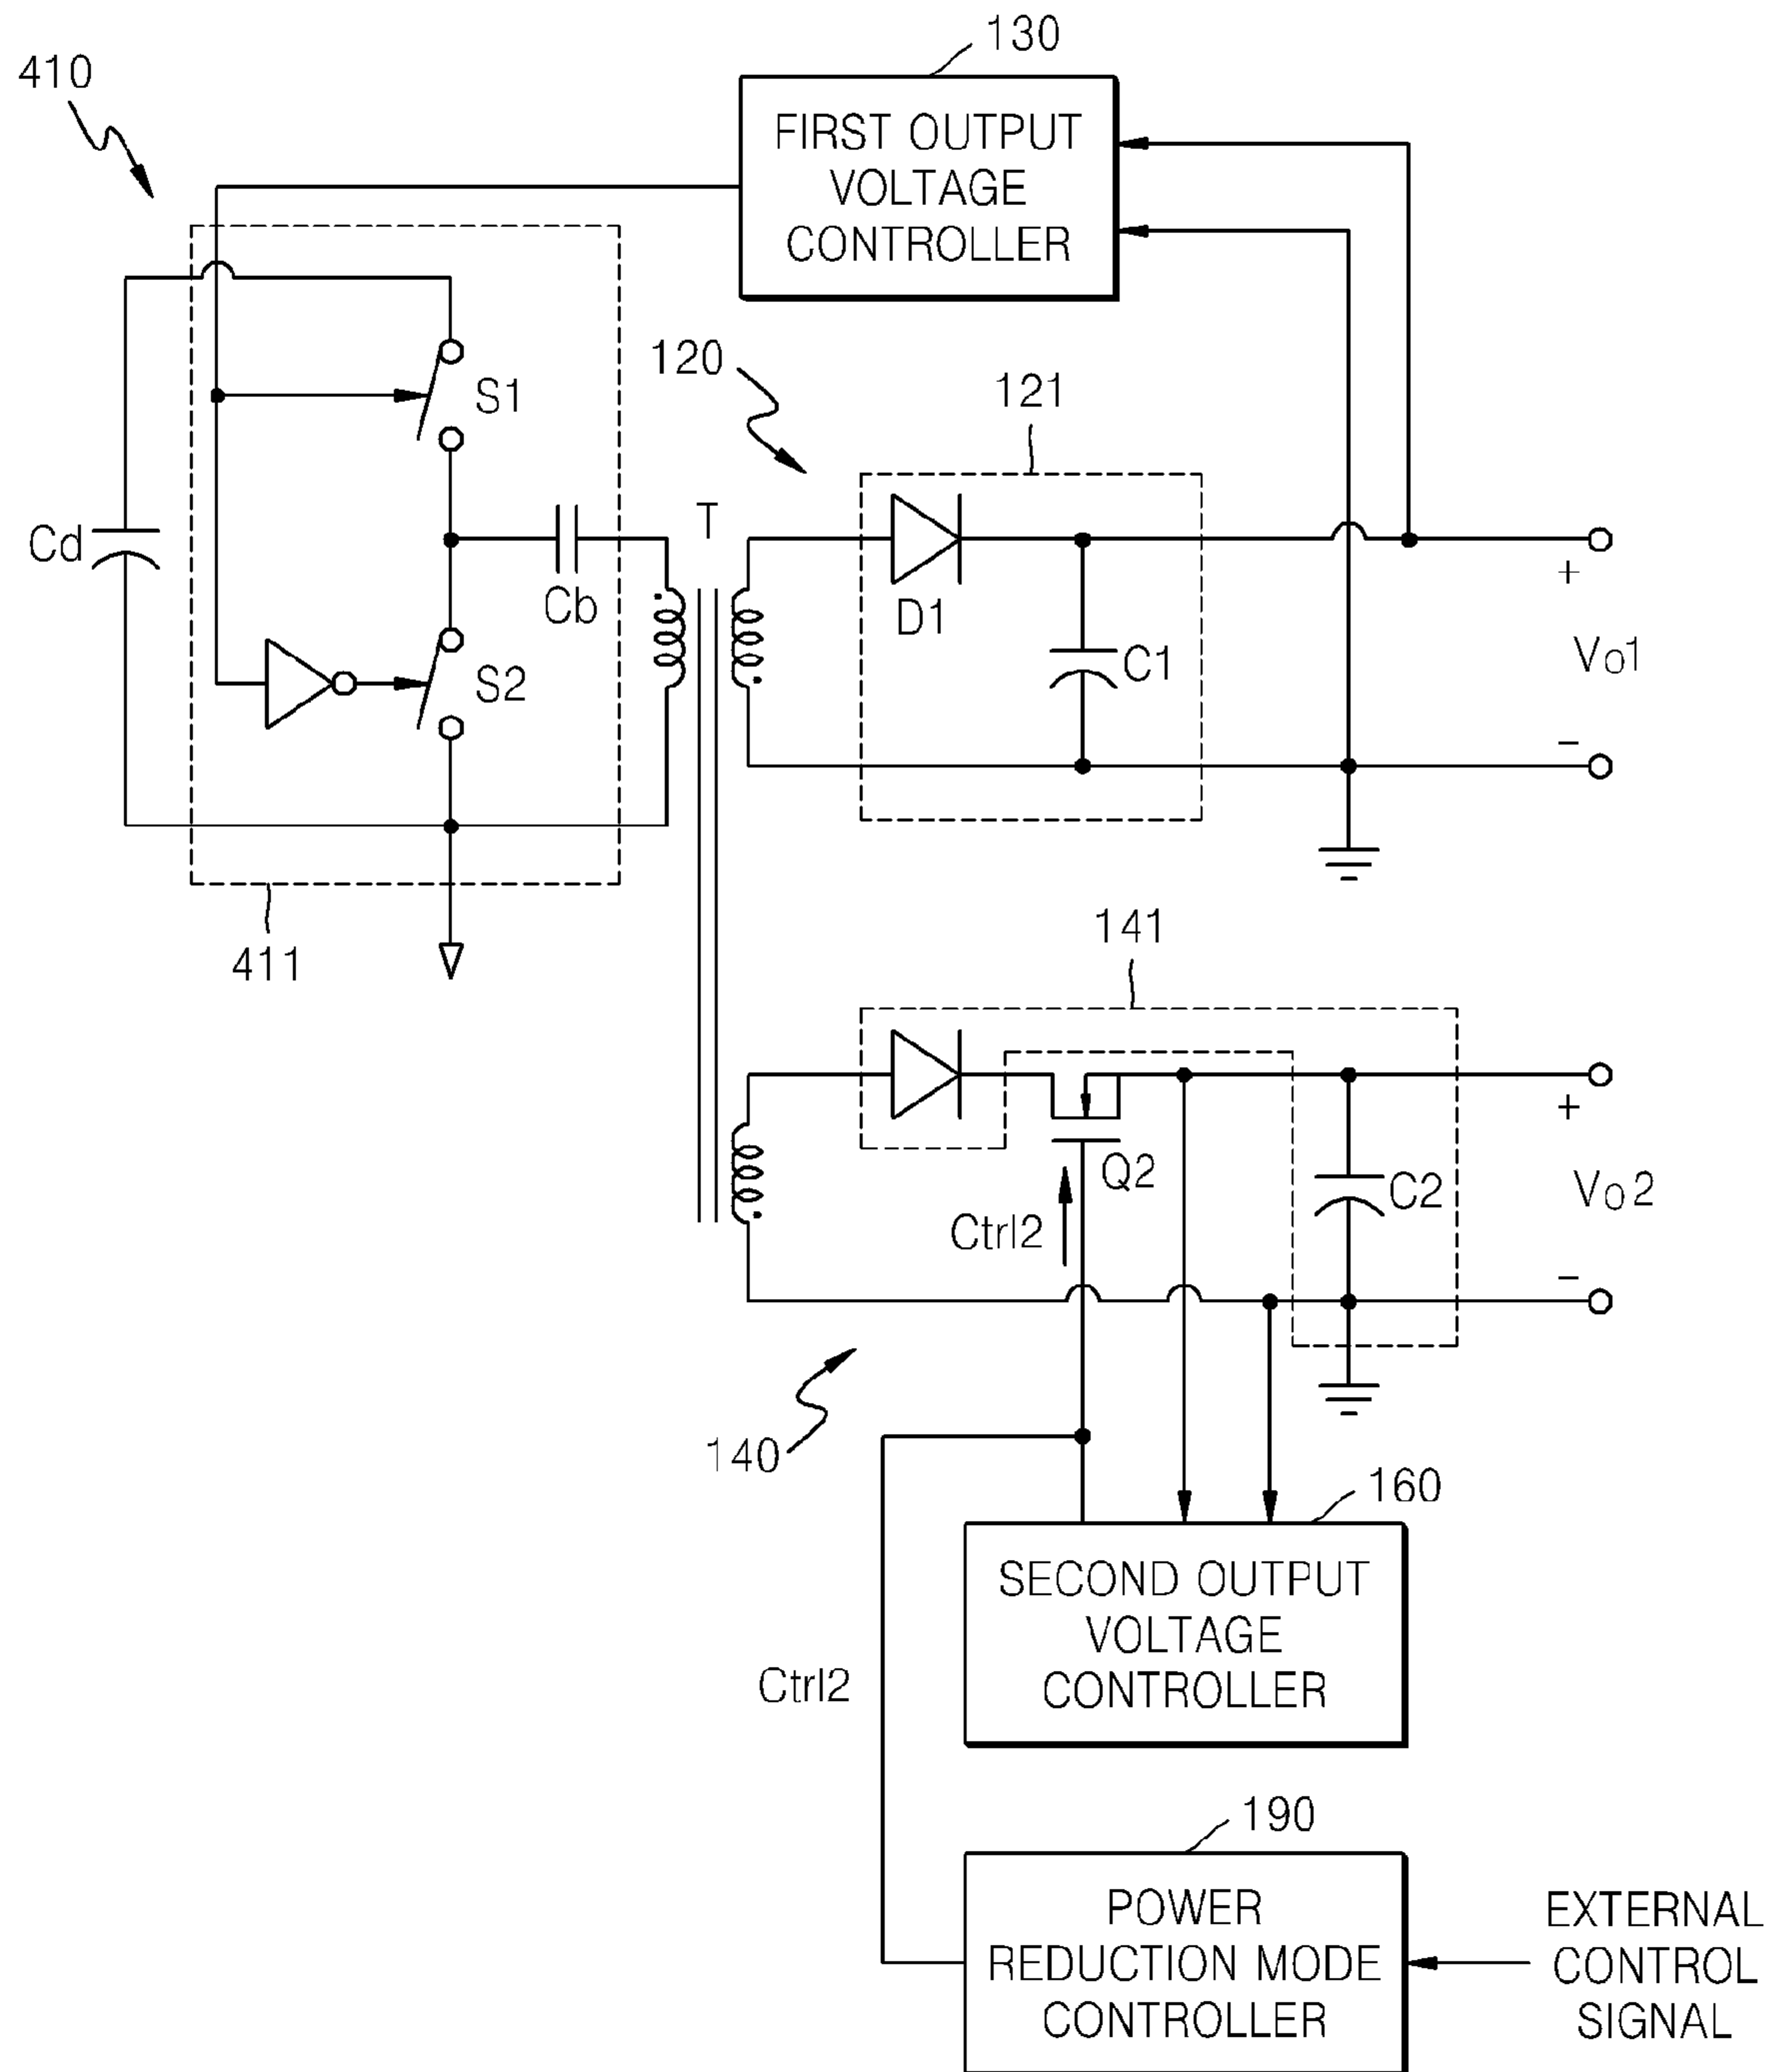 130
410
FIRST OUTPUT
VOLTAGE
CONTROLLER
120
121
S1
T
Cd
Cb
D1
+
C1
Vo1
S2
−
411
141
+
Q2
C2
Vo2
Ctrl2
−
140
160
SECOND OUTPUT
VOLTAGE
CONTROLLER
Ctrl2
190
POWER
REDUCTION MODE
CONTROLLER
EXTERNAL
CONTROL
SIGNAL